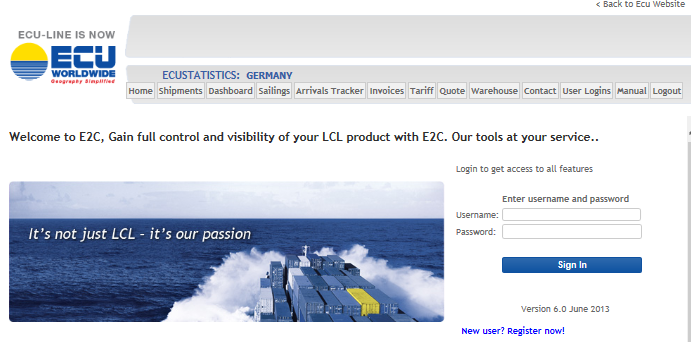 < Back to Ecu Website
ECU-LINE IS NOW
ECU
WORLDWIDE
Geography Simplified
ECUSTATISTICS: GERMANY
Home Shipments Dashboard Sailings Arrivals Tracker Invoices Tariff Quote Warehouse Contact User Logins Manual Logout
Welcome to E2C, Gain full control and visibility of your LCL product with E2C. Our tools at your service..
Login to get access to all features
It's not just LCL - it's our passion
Enter username and password
Username:
Password:
Sign In
Version 6.0 June 2013
New user? Register now!